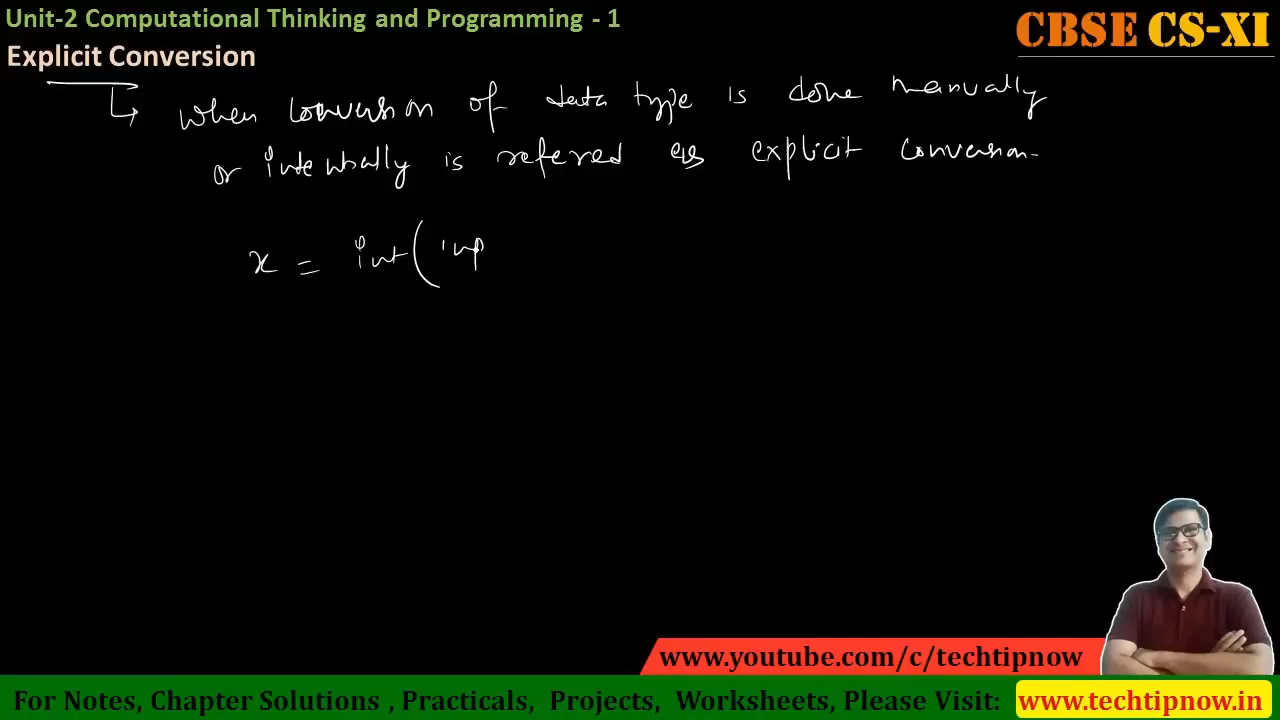 Unit-2 Computational Thinking and Programming - 1
CBSE CS-XI
Explicit Conversion
when conversion of data type is done manually
or intentnally is refered as explicit conversion.
x = int( inp
www.youtube.com/c/techtipnow
For Notes, Chapter Solutions , Practicals, Projects, Worksheets, Please Visit: www.techtipnow.in